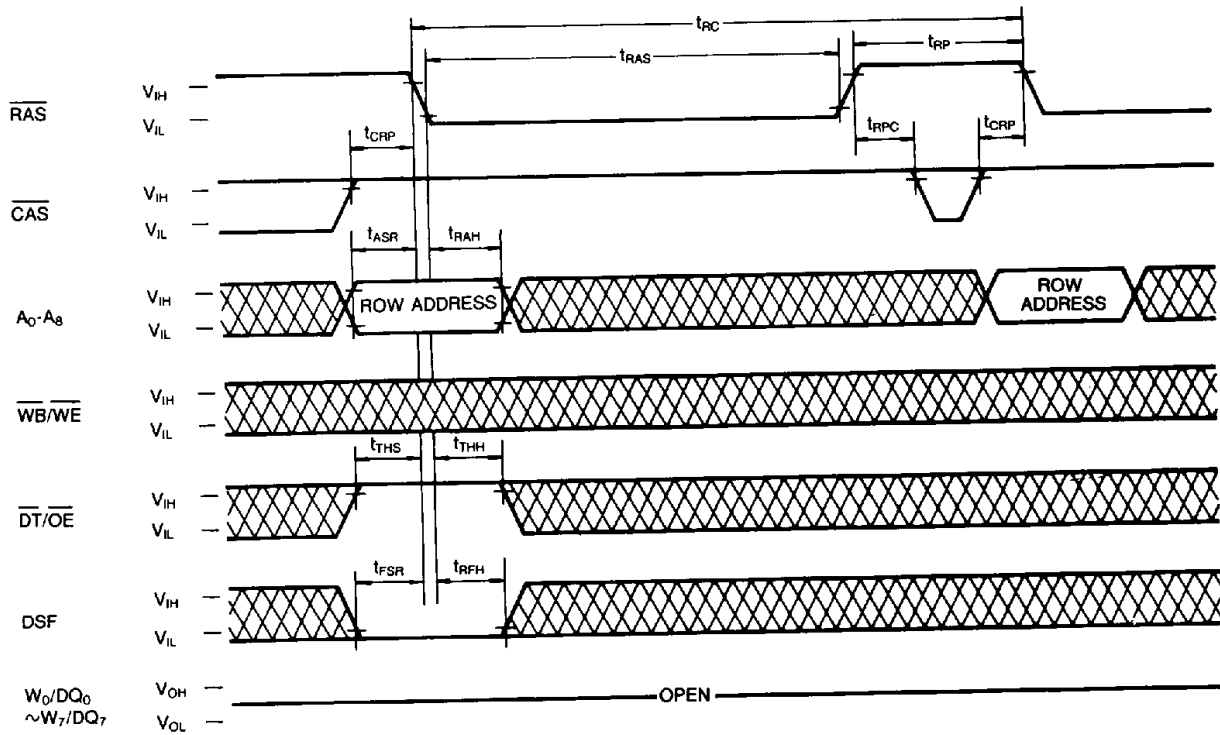 tRC
tRAS
tRP
RAS
VIH
VIL
tCRP
tRPC
tCRP
CAS
VIH
VIL
tASR
tRAH
A0-A8
VIH
VIL
ROW ADDRESS
ROW
ADDRESS
WB/WE
VIH
VIL
tTHS
tTHH
DT/OE
VIH
VIL
tFSR
tRFH
DSF
VIH
VIL
W0/DQ0
~W7/DQ7
VOH
VOL
OPEN